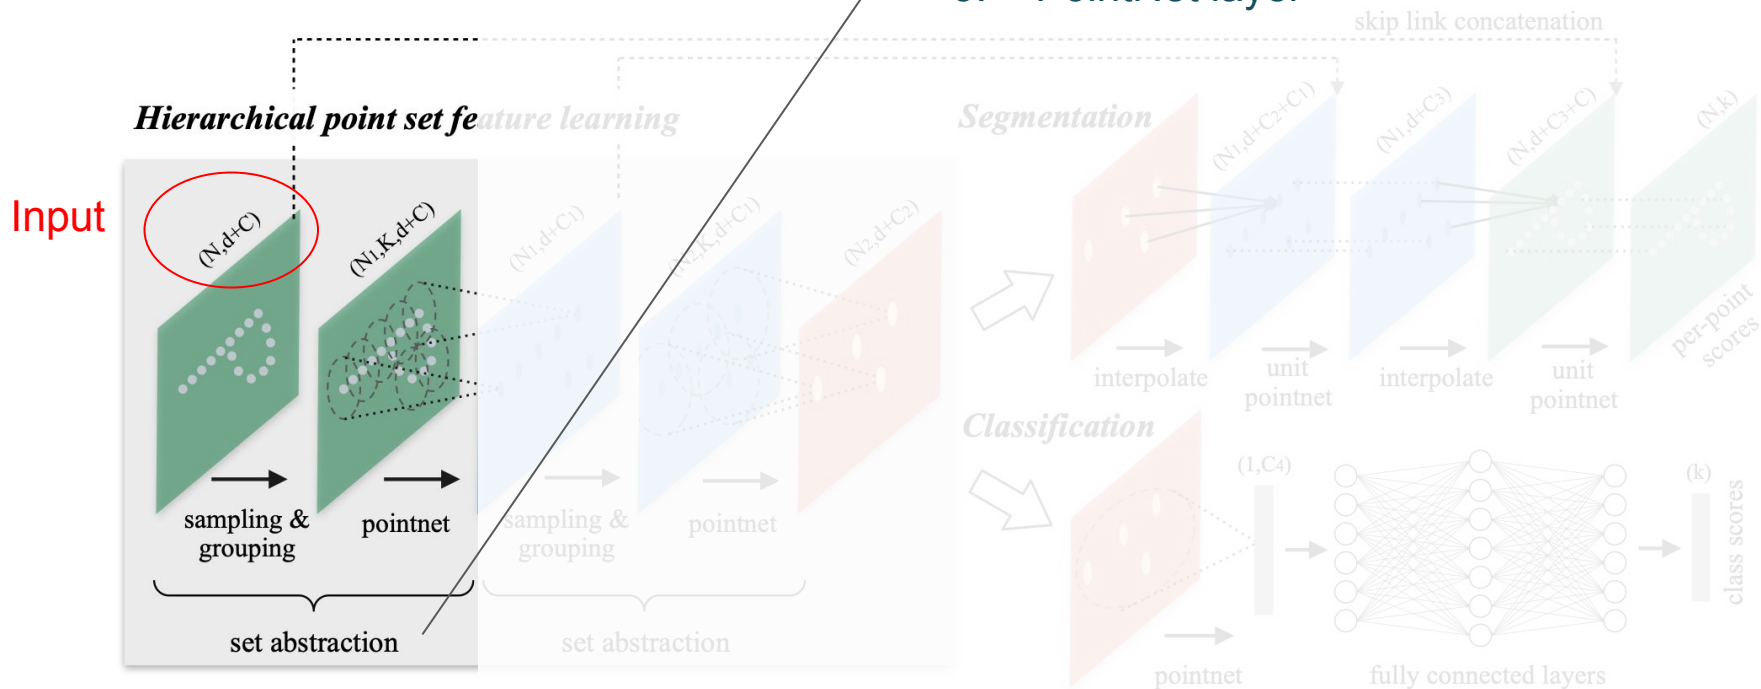 PointNet layer
skip link concatenation
Hierarchical point set feature learning
Segmentation
Input
(N,d+C)
(N1,K,d+C)
(N1,d+C1)
(N2,K,d+C1)
(N2,d+C2)
(N1,d+C2+C1)
(N1,d+C3)
(N,d+C3+C)
(N,k)
per-point
scores
interpolate
unit
pointnet
interpolate
unit
pointnet
sampling &
grouping
pointnet
sampling &
grouping
pointnet
set abstraction
set abstraction
Classification
(1,C4)
(k)
class scores
pointnet
fully connected layers